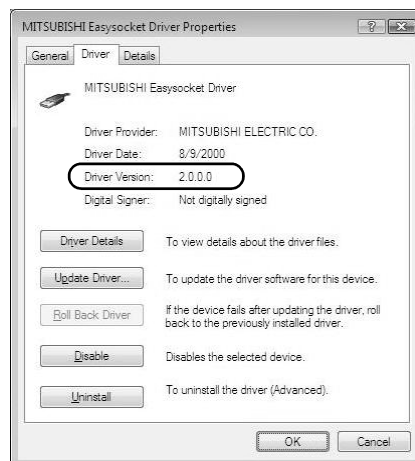 MITSUBISHI Easysocket Driver Properties
General Driver Details
MITSUBISHI Easysocket Driver
Driver Provider: MITSUBISHI ELECTRIC CO.
Driver Date: 8/9/2000
Driver Version: 2.0.0.0
Digital Signer: Not digitally signed
Driver Details To view details about the driver files.
Update Driver... To update the driver software for this device.
Roll Back Driver If the device fails after updating the driver, roll
back to the previously installed driver.
Disable Disables the selected device.
Uninstall To uninstall the driver (Advanced).
OK Cancel